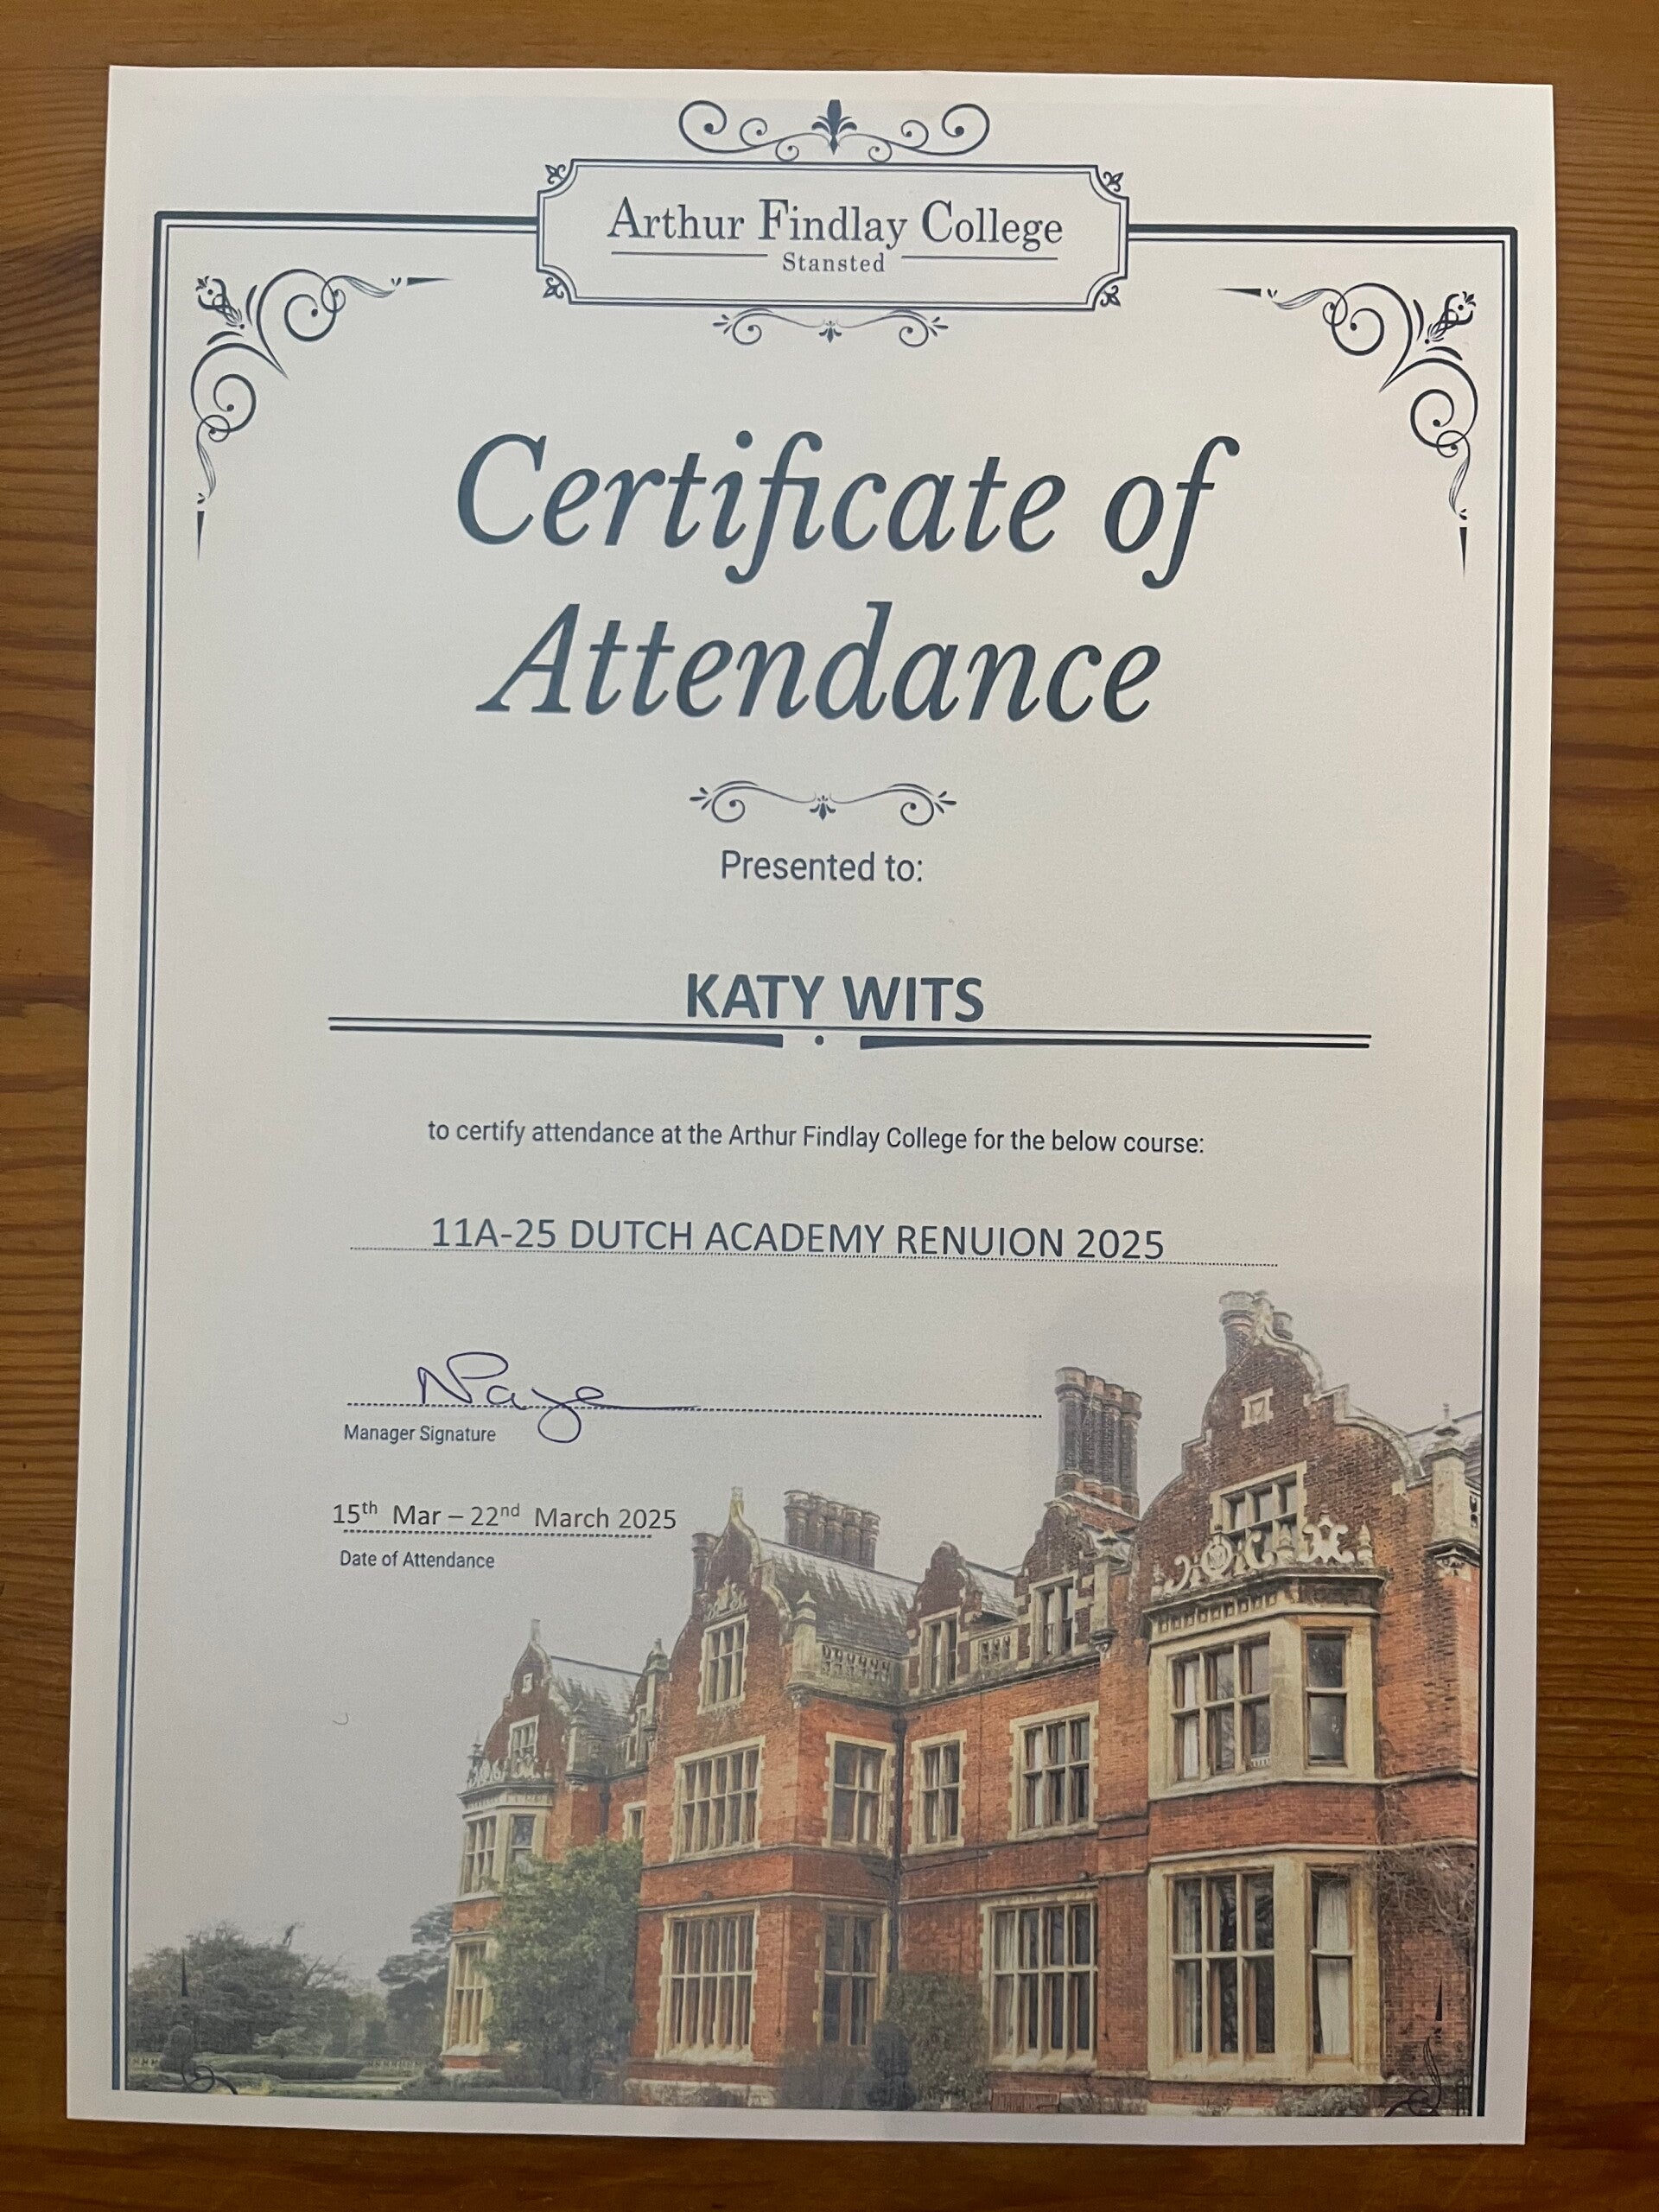 Arthur Findlay College
Stansted
Certificate of
Attendance
Presented to:
KATY WITS
to certify attendance at the Arthur Findlay College for the below course:
11A-25 DUTCH ACADEMY RENUION 2025
NPaye
Manager Signature
15th Mar – 22nd March 2025
Date of Attendance